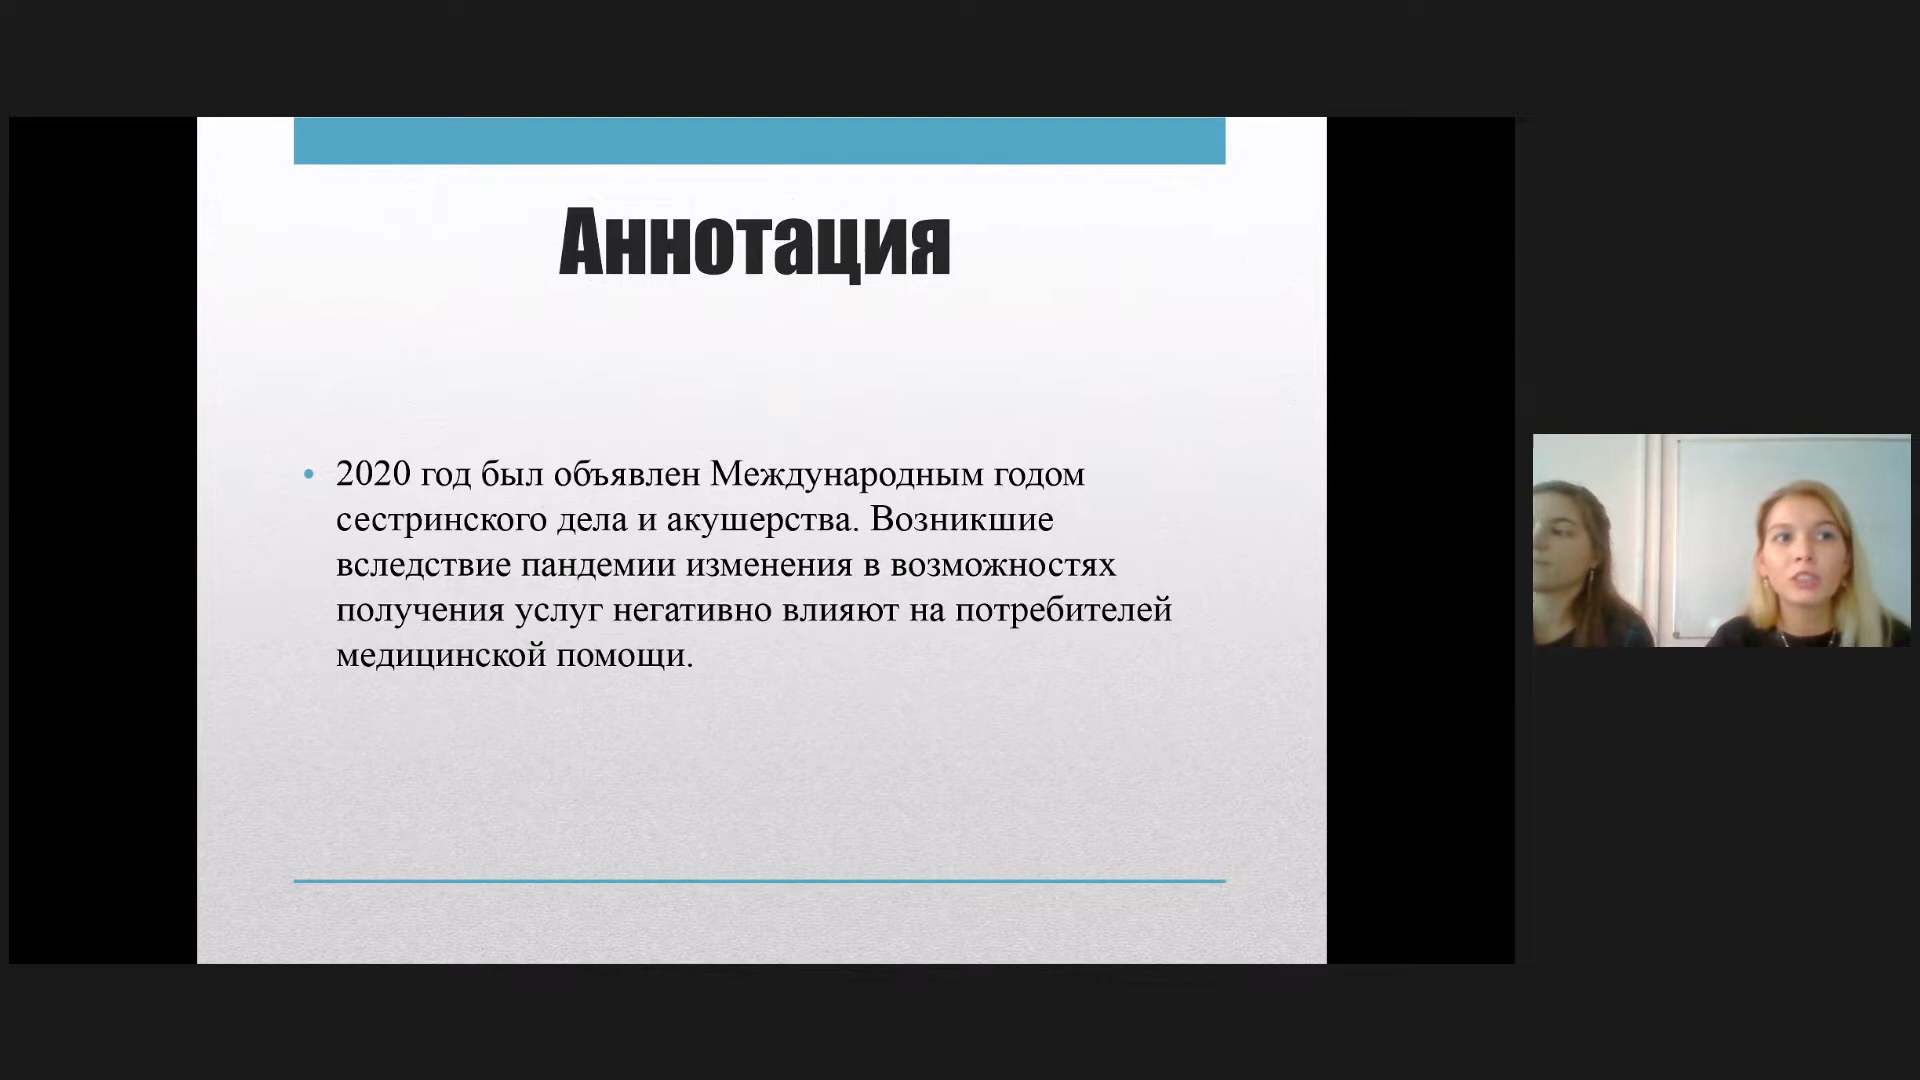 Аннотация
2020 год был объявлен Международным годом
сестринского дела и акушерства. Возникшие
вследствие пандемии изменения в возможностях
получения услуг негативно влияют на потребителей
медицинской помощи.